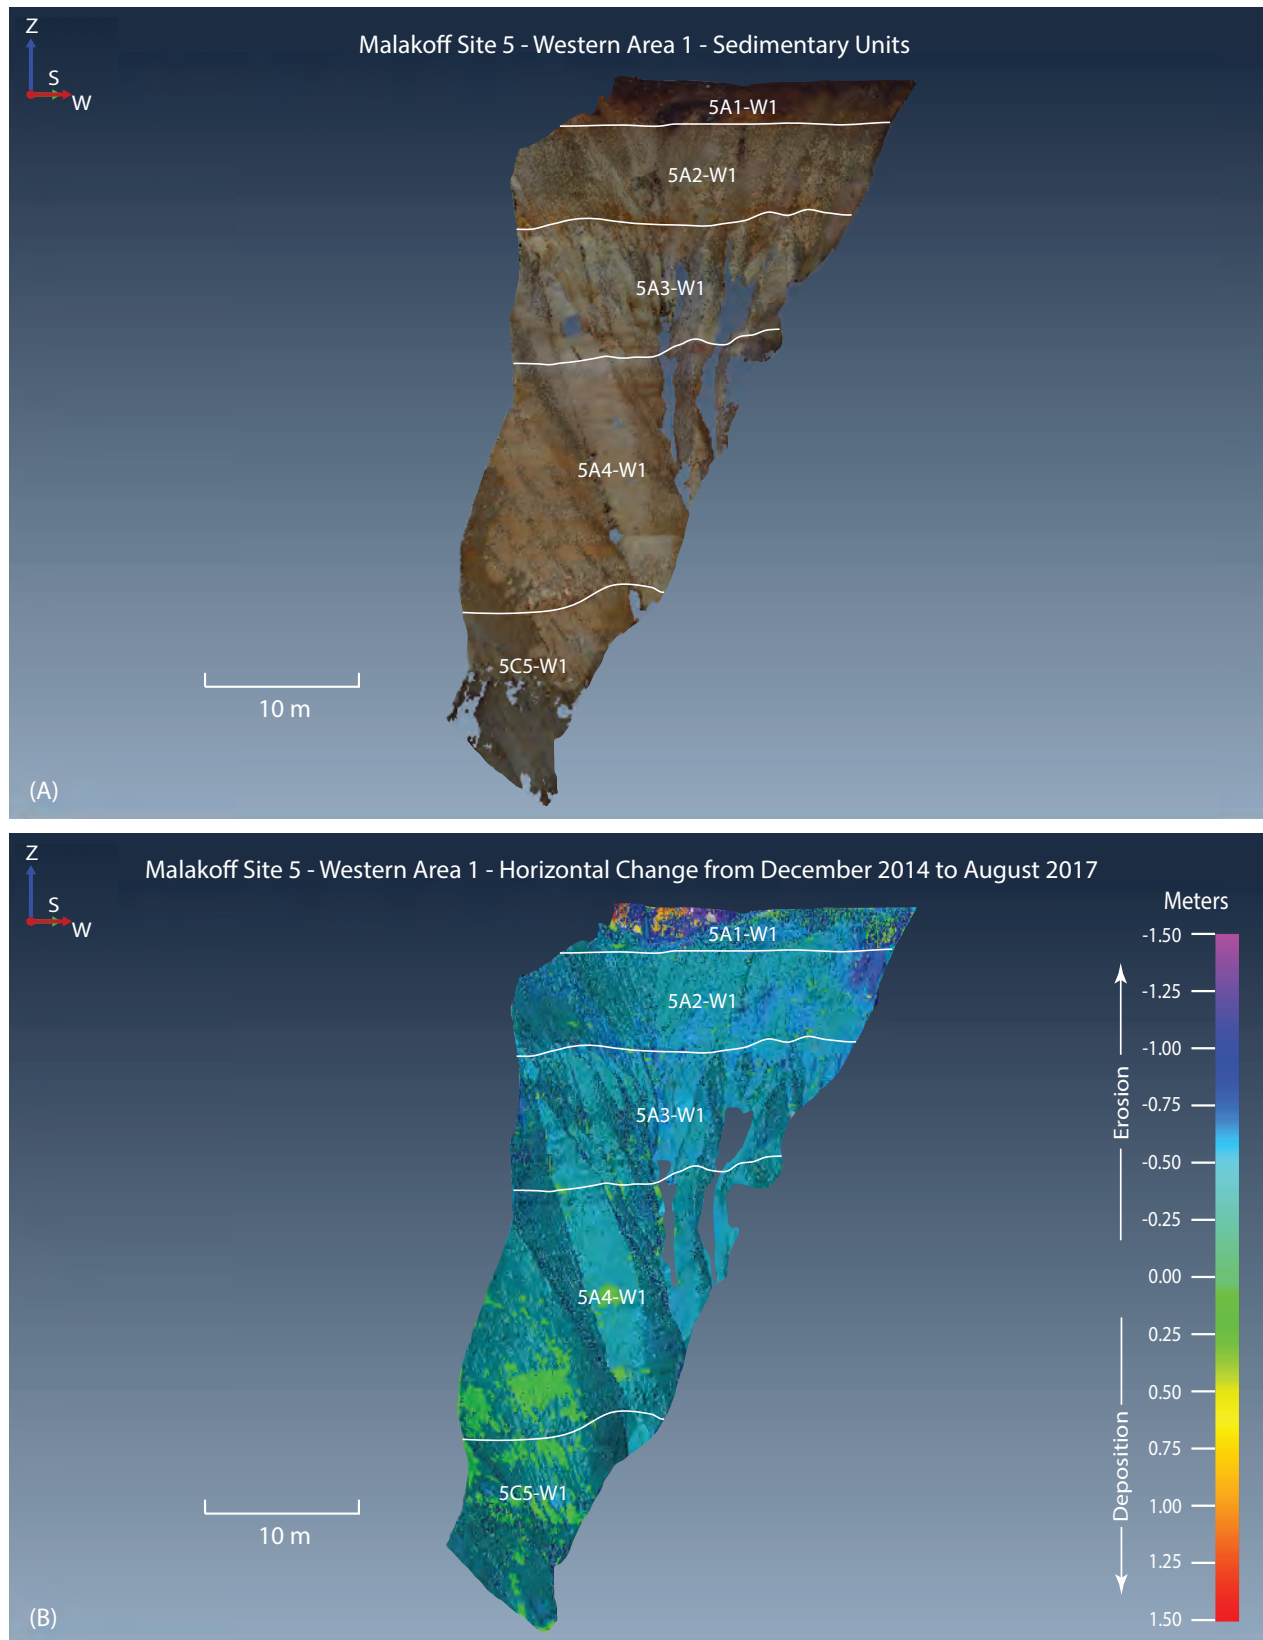 Z
S
W
Malakoff Site 5 - Western Area 1 - Sedimentary Units
5A1-W1
5A2-W1
5A3-W1
5A4-W1
5C5-W1
10 m
(A)
Z
S
W
Malakoff Site 5 - Western Area 1 - Horizontal Change from December 2014 to August 2017
Meters
-1.50
-1.25
-1.00
-0.75
-0.50
-0.25
0.00
0.25
0.50
0.75
1.00
1.25
1.50
Erosion
Deposition
5A1-W1
5A2-W1
5A3-W1
5A4-W1
5C5-W1
10 m
(B)